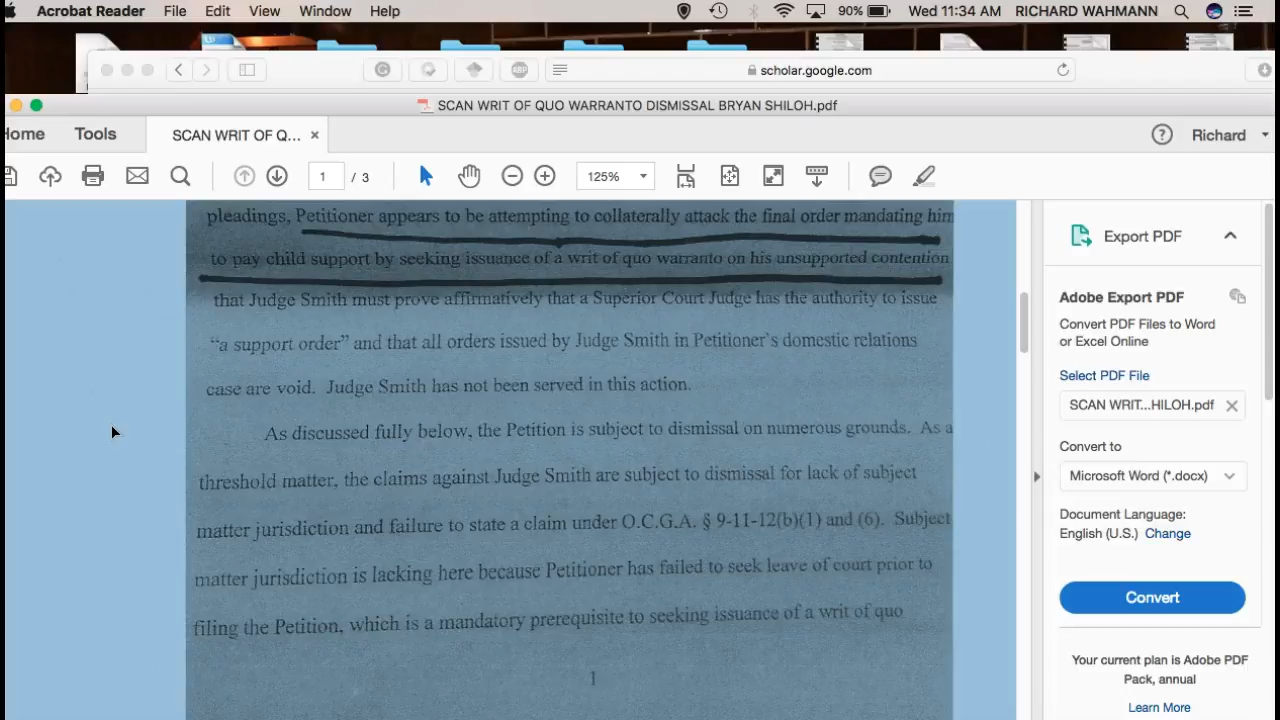 Acrobat Reader File Edit View Window Help 90% Wed 11:34 AM RICHARD WAHMANN
scholar.google.com
SCAN WRIT OF QUO WARRANTO DISMISSAL BRYAN SHILOH.pdf
Home Tools SCAN WRIT OF Q... × Richard
1 / 3 125%
pleadings, Petitioner appears to be attempting to collaterally attack the final order mandating him
to pay child support by seeking issuance of a writ of quo warranto on his unsupported contention
that Judge Smith must prove affirmatively that a Superior Court Judge has the authority to issue
“a support order” and that all orders issued by Judge Smith in Petitioner’s domestic relations
case are void. Judge Smith has not been served in this action.
As discussed fully below, the Petition is subject to dismissal on numerous grounds. As a
threshold matter, the claims against Judge Smith are subject to dismissal for lack of subject
matter jurisdiction and failure to state a claim under O.C.G.A. § 9-11-12(b)(1) and (6). Subject
matter jurisdiction is lacking here because Petitioner has failed to seek leave of court prior to
filing the Petition, which is a mandatory prerequisite to seeking issuance of a writ of quo
1
Export PDF
Adobe Export PDF
Convert PDF Files to Word
or Excel Online
Select PDF File
SCAN WRIT...HILOH.pdf
Convert to
Microsoft Word (*.docx)
Document Language:
English (U.S.) Change
Convert
Your current plan is Adobe PDF
Pack, annual
Learn More